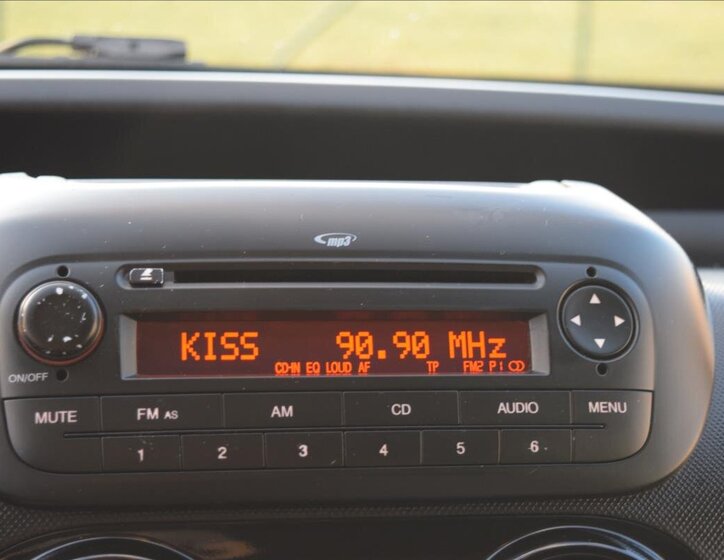 mp3
KISS 90.90 MHz
CD-IN EQ LOUD AF TP FM2 P1
ON/OFF
MUTE FM AS AM CD AUDIO MENU
1 2 3 4 5 6